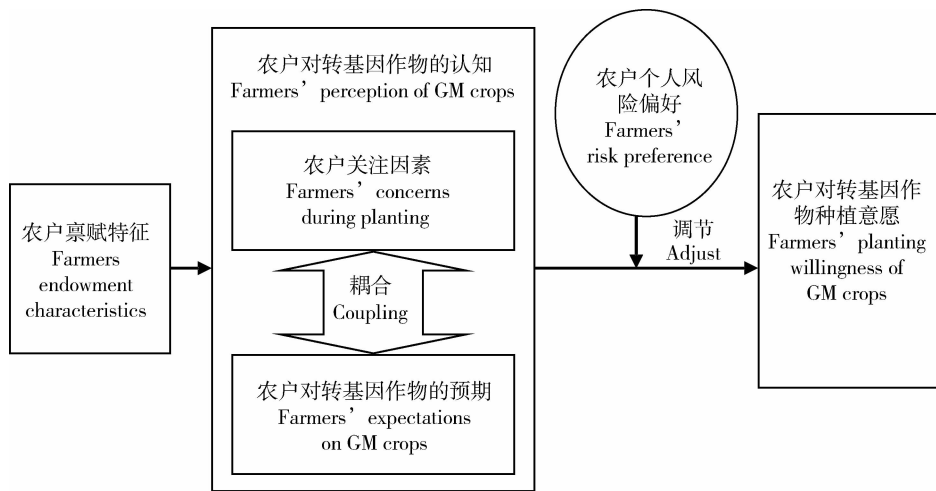 农户禀赋特征
Farmers
endowment
characteristics
农户对转基因作物的认知
Farmers’ perception of GM crops
农户关注因素
Farmers’ concerns
during planting
耦合
Coupling
农户对转基因作物的预期
Farmers’ expectations
on GM crops
农户个人风
险偏好
Farmers’
risk preference
调节
Adjust
农户对转基因作
物种植意愿
Farmers’ planting
willingness of
GM crops